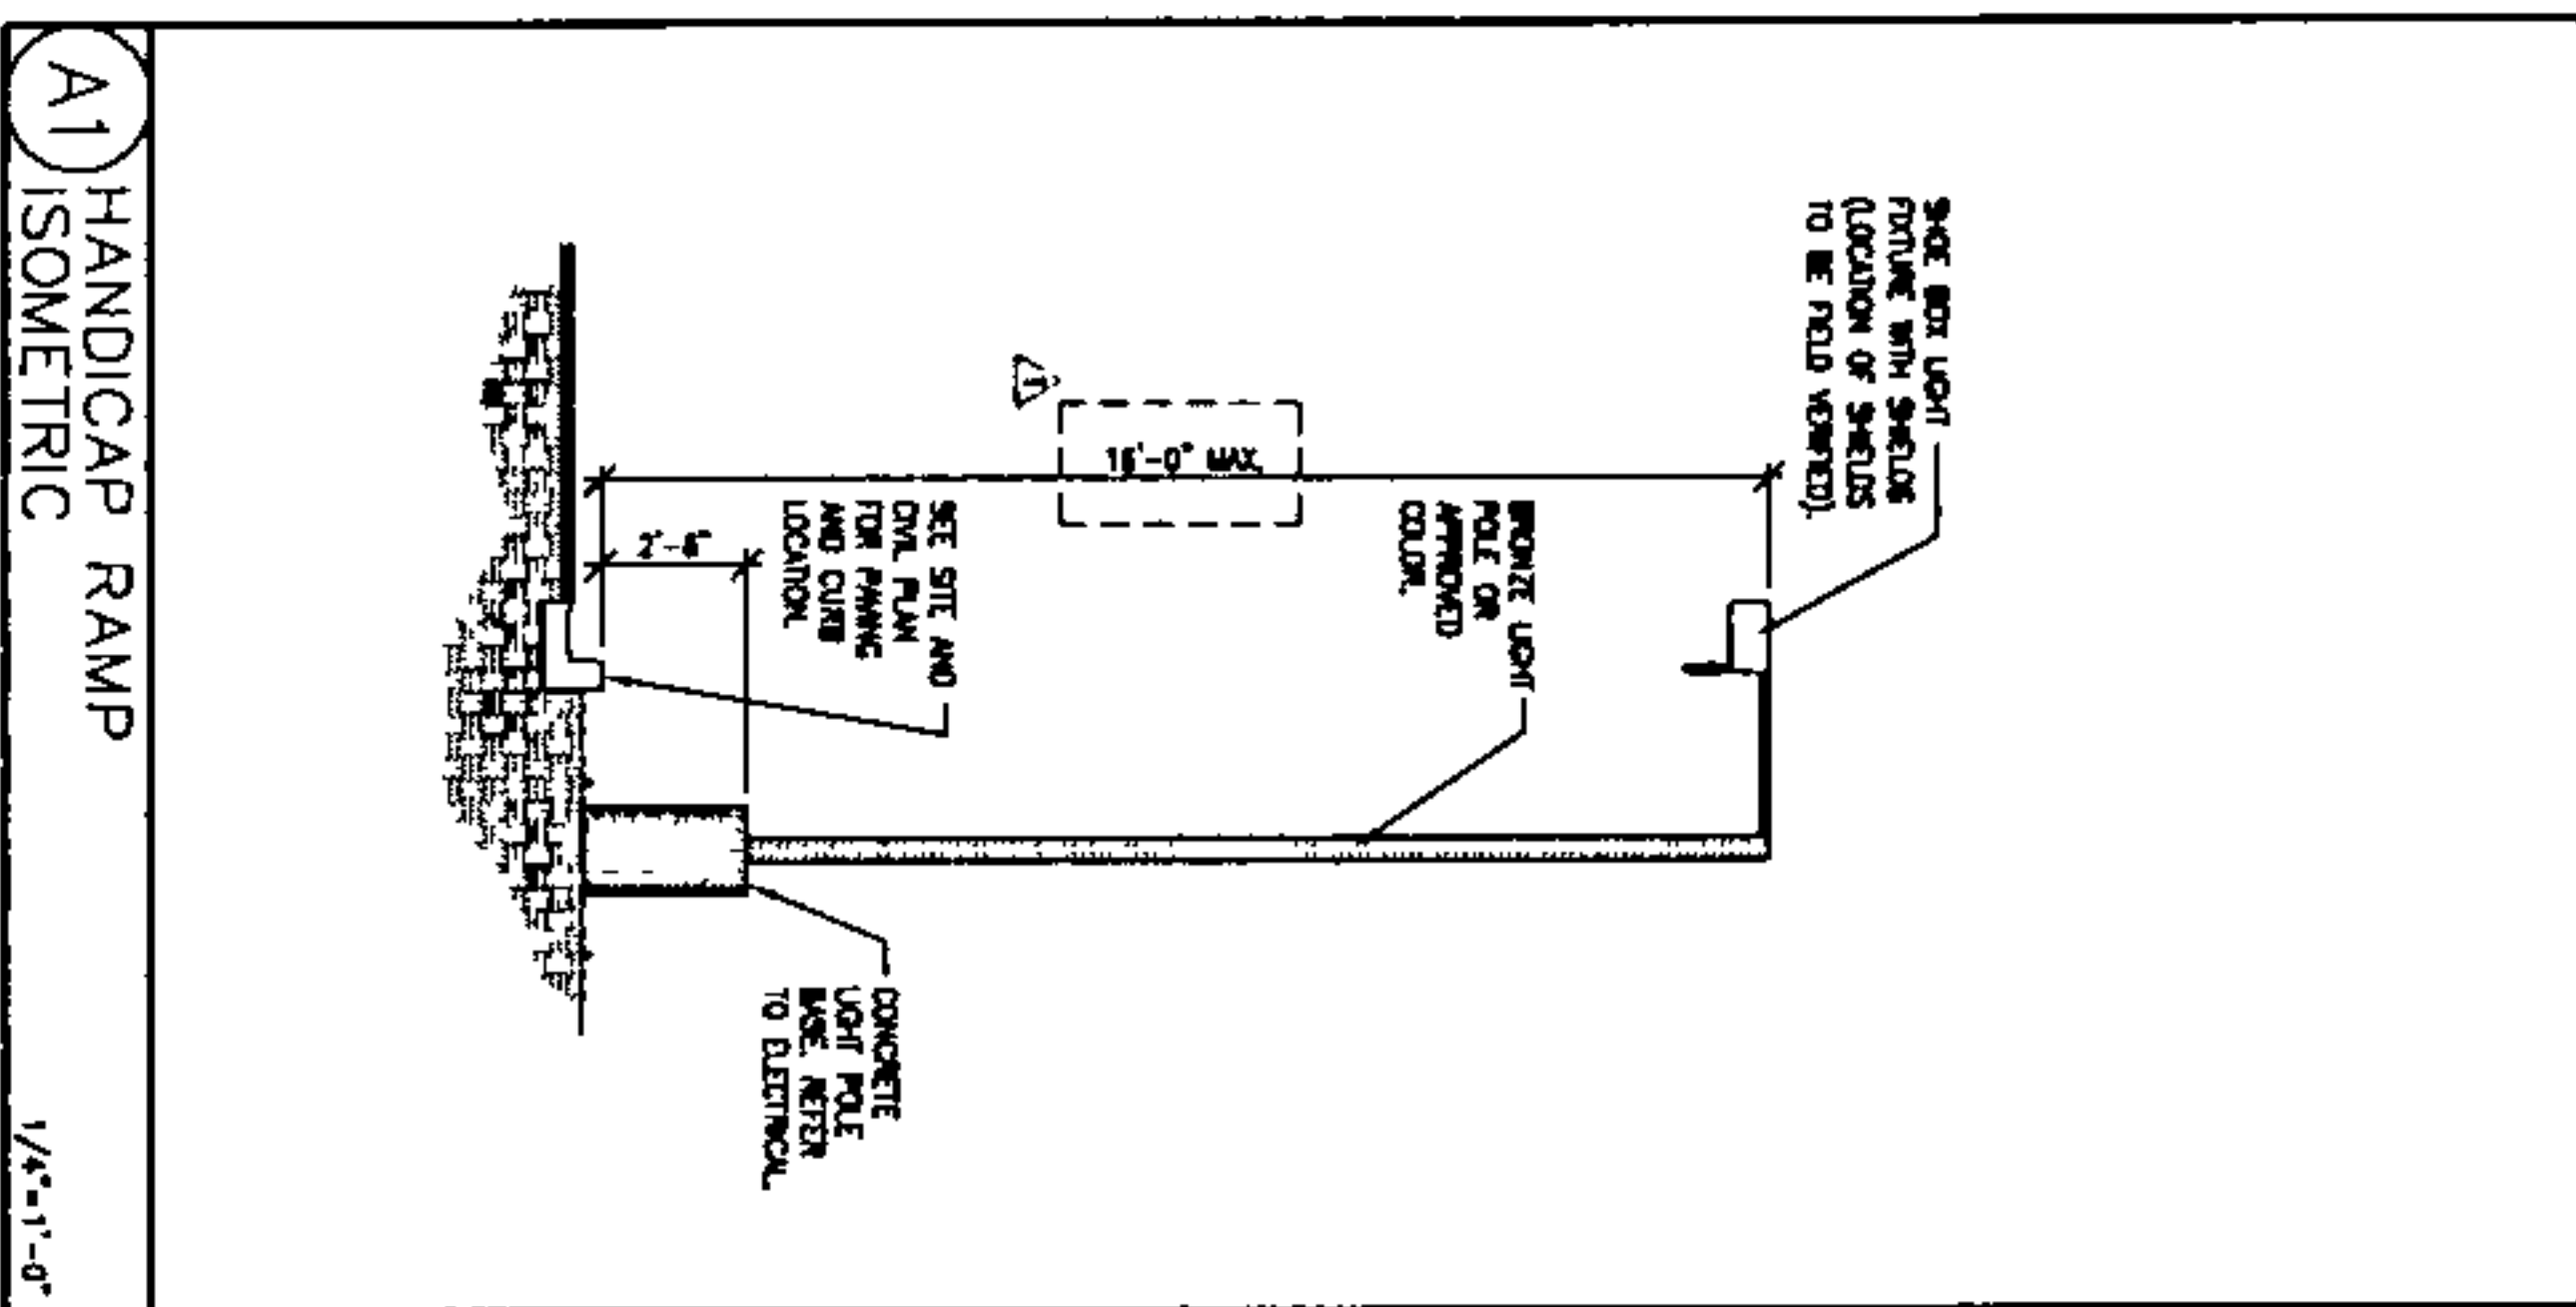 SHOE BOX LIGHT
FIXTURE WITH SHIELDS
(LOCATION OF SHIELDS
TO BE FIELD VERIFIED).
BRONZE LIGHT
POLE OR
APPROVED
COLOR.
1
MAX.
SEE SITE AND
CIVIL PLAN
FOR PAVING
AND CURB
LOCATION.
2'-6"
CONCRETE
LIGHT POLE
BASE, REFER
TO ELECTRICAL.
A1
HANDICAP RAMP
ISOMETRIC
1/4"=1'-0"